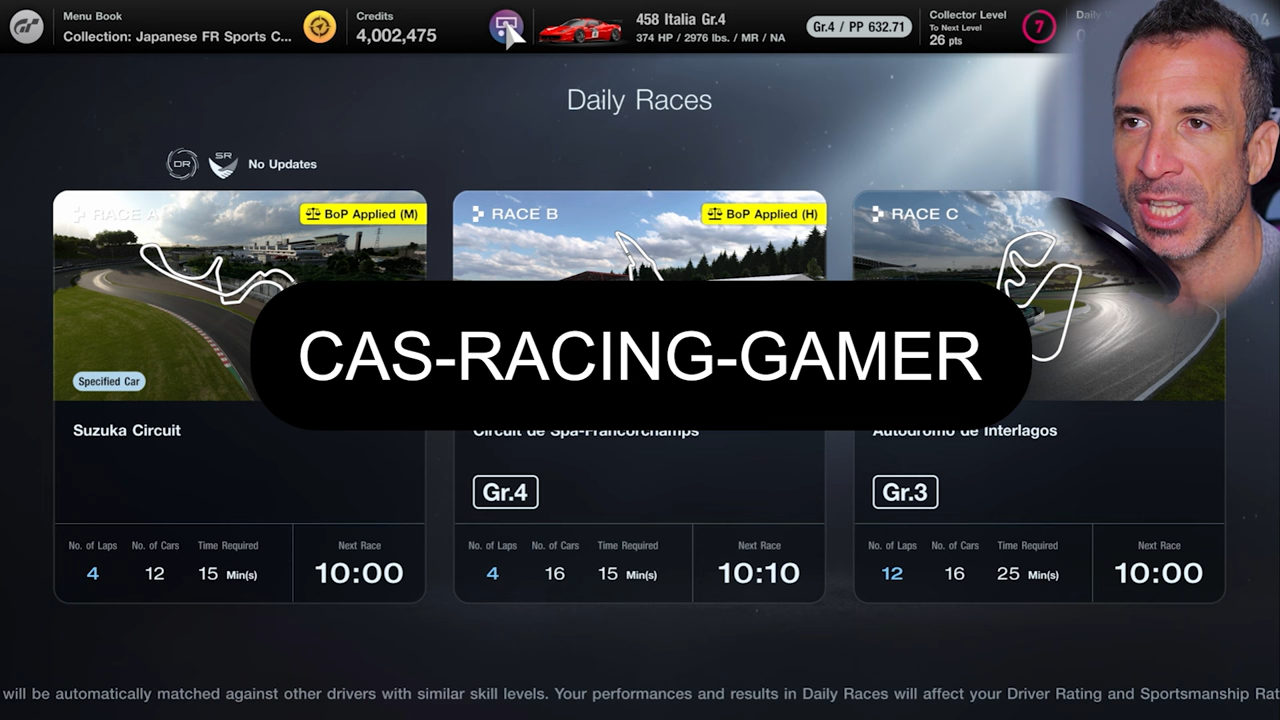 Menu Book
Collection: Japanese FR Sports C...
Credits
4,002,475
458 Italia Gr.4
374 HP / 2976 lbs. / MR / NA
Gr.4 / PP 632.71
Collector Level
To Next Level
26 pts
7
Daily
Daily Races
DR
SR
No Updates
RACE A
BoP Applied (M)
RACE B
BoP Applied (H)
RACE C
CAS-RACING-GAMER
Specified Car
Suzuka Circuit
Circuit de Spa-Francorchamps
Autódromo de Interlagos
Gr.4
Gr.3
No. of Laps No. of Cars Time Required Next Race
4 12 15 Min(s) 10:00
No. of Laps No. of Cars Time Required Next Race
4 16 15 Min(s) 10:10
No. of Laps No. of Cars Time Required Next Race
12 16 25 Min(s) 10:00
will be automatically matched against other drivers with similar skill levels. Your performances and results in Daily Races will affect your Driver Rating and Sportsmanship Rat